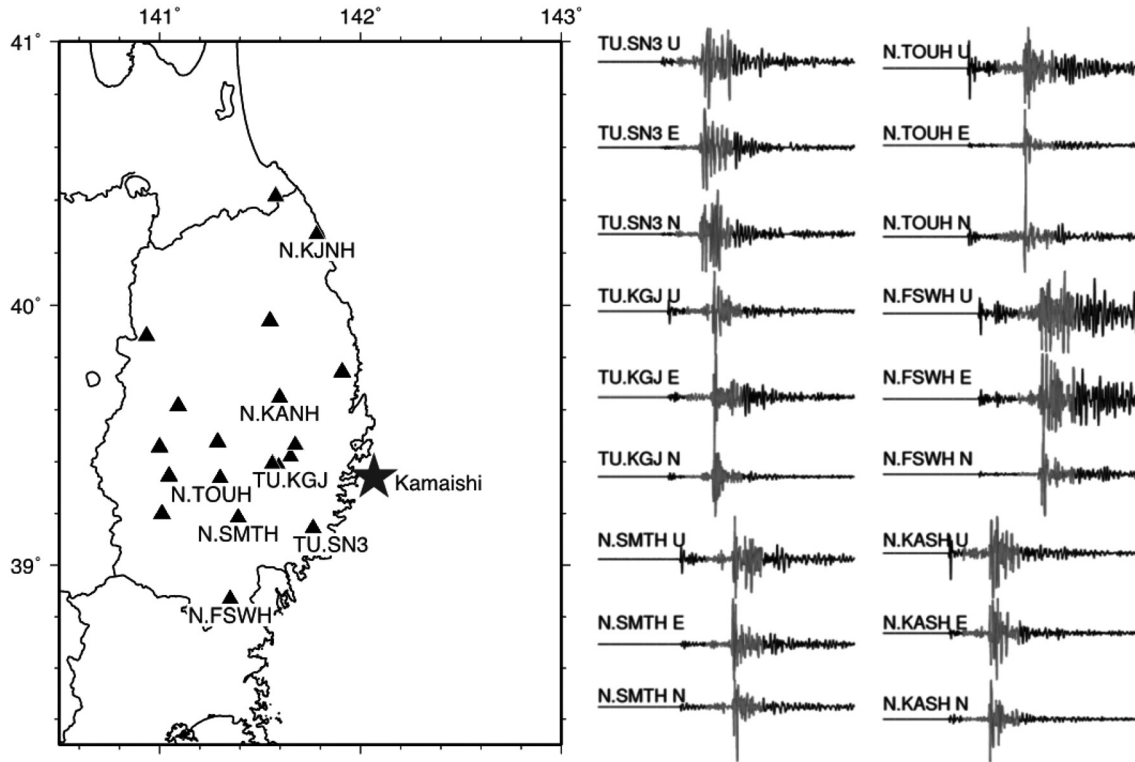 141˚
142˚
143˚
41˚
40˚
39˚
N.KJNH
N.KANH
TU.KGJ
N.TOUH
N.SMTH
TU.SN3
N.FSWH
Kamaishi
TU.SN3 U
TU.SN3 E
TU.SN3 N
TU.KGJ U
TU.KGJ E
TU.KGJ N
N.SMTH U
N.SMTH E
N.SMTH N
N.TOUH U
N.TOUH E
N.TOUH N
N.FSWH U
N.FSWH E
N.FSWH N
N.KASH U
N.KASH E
N.KASH N